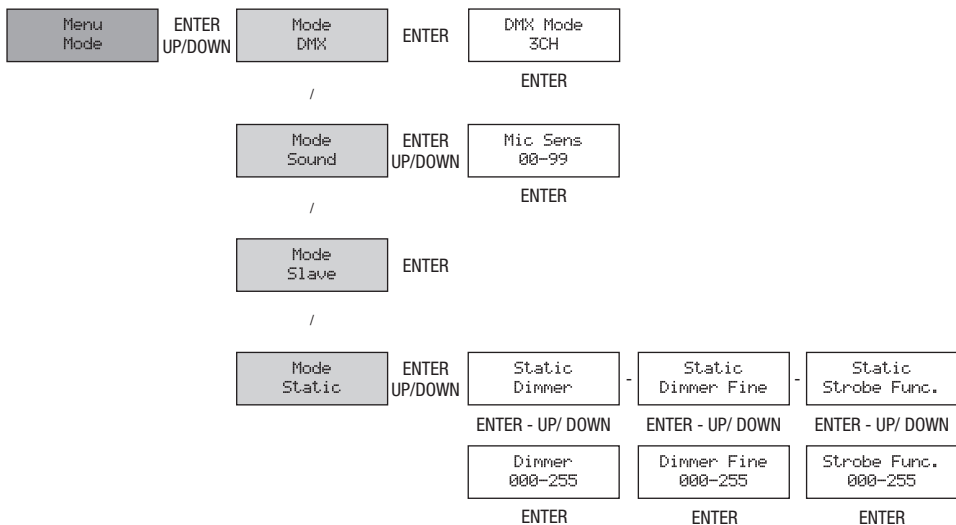 Menu
Mode
ENTER
UP/DOWN
Mode
DMX
ENTER
DMX Mode
3CH
ENTER
/
Mode
Sound
ENTER
UP/DOWN
Mic Sens
00-99
ENTER
/
Mode
Slave
ENTER
/
Mode
Static
ENTER
UP/DOWN
Static
Dimmer
-
Static
Dimmer Fine
-
Static
Strobe Func.
ENTER - UP/ DOWN
ENTER - UP/ DOWN
ENTER - UP/ DOWN
Dimmer
000-255
Dimmer Fine
000-255
Strobe Func.
000-255
ENTER
ENTER
ENTER